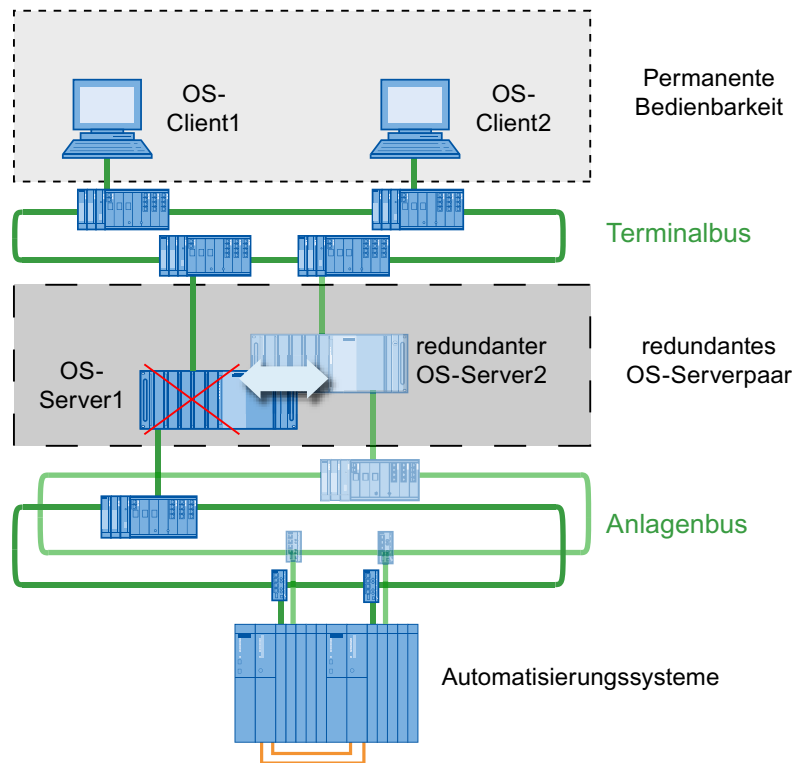 OS-
Client1
OS-
Client2
Permanente
Bedienbarkeit
Terminalbus
OS-
Server1
redundanter
OS-Server2
redundantes
OS-Serverpaar
Anlagenbus
Automatisierungssysteme